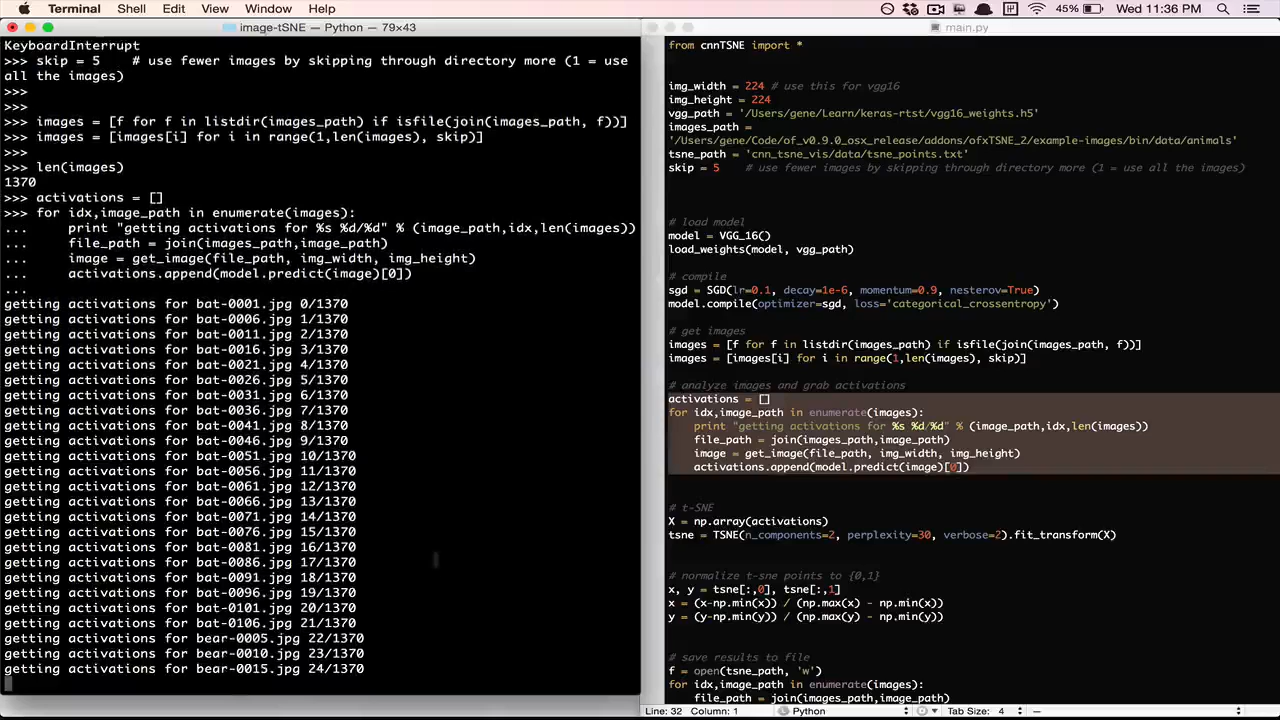 Terminal Shell Edit View Window Help 45% Wed 11:36 PM
image-tSNE — Python — 79×43
KeyboardInterrupt
>>> skip = 5    # use fewer images by skipping through directory more (1 = use
all the images)
>>>
>>>
>>> images = [f for f in listdir(images_path) if isfile(join(images_path, f))]
>>> images = [images[i] for i in range(1,len(images), skip)]
>>>
>>> len(images)
1370
>>> activations = []
>>> for idx,image_path in enumerate(images):
...     print "getting activations for %s %d/%d" % (image_path,idx,len(images))
...     file_path = join(images_path,image_path)
...     image = get_image(file_path, img_width, img_height)
...     activations.append(model.predict(image)[0])
...
getting activations for bat-0001.jpg 0/1370
getting activations for bat-0006.jpg 1/1370
getting activations for bat-0011.jpg 2/1370
getting activations for bat-0016.jpg 3/1370
getting activations for bat-0021.jpg 4/1370
getting activations for bat-0026.jpg 5/1370
getting activations for bat-0031.jpg 6/1370
getting activations for bat-0036.jpg 7/1370
getting activations for bat-0041.jpg 8/1370
getting activations for bat-0046.jpg 9/1370
getting activations for bat-0051.jpg 10/1370
getting activations for bat-0056.jpg 11/1370
getting activations for bat-0061.jpg 12/1370
getting activations for bat-0066.jpg 13/1370
getting activations for bat-0071.jpg 14/1370
getting activations for bat-0076.jpg 15/1370
getting activations for bat-0081.jpg 16/1370
getting activations for bat-0086.jpg 17/1370
getting activations for bat-0091.jpg 18/1370
getting activations for bat-0096.jpg 19/1370
getting activations for bat-0101.jpg 20/1370
getting activations for bat-0106.jpg 21/1370
getting activations for bear-0005.jpg 22/1370
getting activations for bear-0010.jpg 23/1370
getting activations for bear-0015.jpg 24/1370
main.py
from cnnTSNE import *
img_width = 224 # use this for vgg16
img_height = 224
vgg_path = '/Users/gene/Learn/keras-rtst/vgg16_weights.h5'
images_path =
'/Users/gene/Code/of_v0.9.0_osx_release/addons/ofxTSNE_2/example-images/bin/data/animals'
tsne_path = 'cnn_tsne_vis/data/tsne_points.txt'
skip = 5    # use fewer images by skipping through directory more (1 = use all the images)
# load model
model = VGG_16()
load_weights(model, vgg_path)
# compile
sgd = SGD(lr=0.1, decay=1e-6, momentum=0.9, nesterov=True)
model.compile(optimizer=sgd, loss='categorical_crossentropy')
# get images
images = [f for f in listdir(images_path) if isfile(join(images_path, f))]
images = [images[i] for i in range(1,len(images), skip)]
# analyze images and grab activations
activations = []
for idx,image_path in enumerate(images):
    print "getting activations for %s %d/%d" % (image_path,idx,len(images))
    file_path = join(images_path,image_path)
    image = get_image(file_path, img_width, img_height)
    activations.append(model.predict(image)[0])
# t-SNE
X = np.array(activations)
tsne = TSNE(n_components=2, perplexity=30, verbose=2).fit_transform(X)
# normalize t-sne points to {0,1}
x, y = tsne[:,0], tsne[:,1]
x = (x-np.min(x)) / (np.max(x) - np.min(x))
y = (y-np.min(y)) / (np.max(y) - np.min(y))
# save results to file
f = open(tsne_path, 'w')
for idx,image_path in enumerate(images):
    file_path = join(images_path,image_path)
Line: 32 Column: 1 Python Tab Size: 4 —